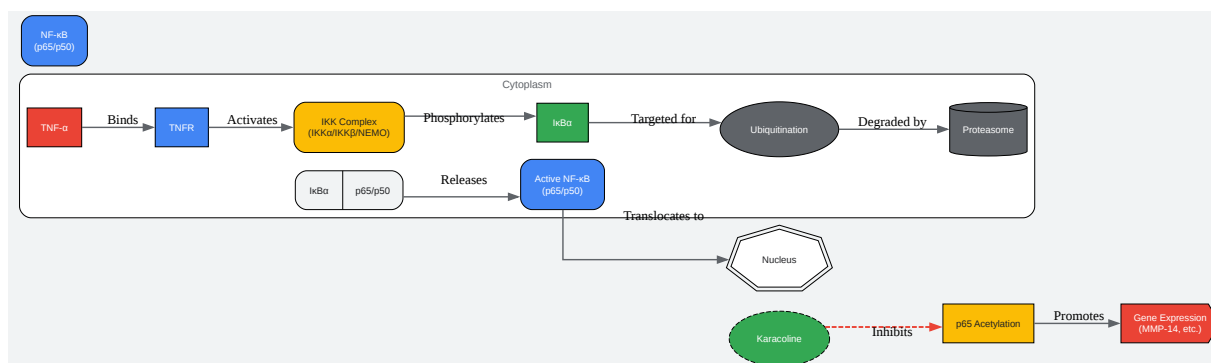 NF-κB
(p65/p50)
Cytoplasm
TNF-α
Binds
TNFR
Activates
IKK Complex
(IKKα/IKKβ/NEMO)
Phosphorylates
IκBα
Targeted for
Ubiquitination
Degraded by
Proteasome
IκBα
p65/p50
Releases
Active NF-κB
(p65/p50)
Translocates to
Nucleus
Karacoline
Inhibits
p65 Acetylation
Promotes
Gene Expression
(MMP-14, etc.)